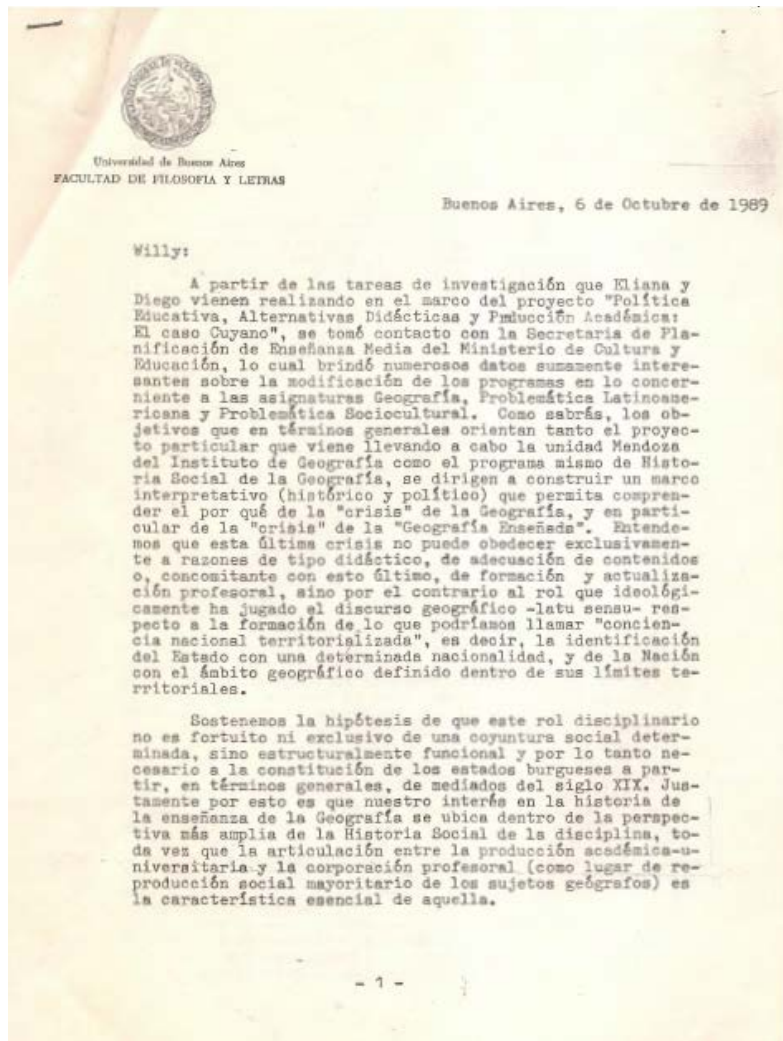 Universidad de Buenos Aires
FACULTAD DE FILOSOFIA Y LETRAS
Buenos Aires, 6 de Octubre de 1989
Willy:
A partir de las tareas de investigación que Eliana y
Diego vienen realizando en el marco del proyecto "Política
Educativa, Alternativas Didácticas y Producción Académica:
El caso Cuyano", se tomó contacto con la Secretaria de Pla-
nificación de Enseñanza Media del Ministerio de Cultura y
Educación, lo cual brindó numerosos datos sumamente intere-
santes sobre la modificación de los programas en lo concer-
niente a las asignaturas Geografía, Problemática Latinoame-
ricana y Problemática Sociocultural. Como sabrás, los ob-
jetivos que en términos generales orientan tanto el proyec-
to particular que viene llevando a cabo la unidad Mendoza
del Instituto de Geografía como el programa mismo de Histo-
ria Social de la Geografía, se dirigen a construir un marco
interpretativo (histórico y político) que permita compren-
der el por qué de la "crisis" de la Geografía, y en parti-
cular de la "crisis" de la "Geografía Enseñada". Entende-
mos que esta última crisis no puede obedecer exclusivamen-
te a razones de tipo didáctico, de adecuación de contenidos
o, concomitante con esto último, de formación y actualiza-
ción profesoral, sino por el contrario al rol que ideológi-
camente ha jugado el discurso geográfico -latu sensu- res-
pecto a la formación de lo que podríamos llamar "concien-
cia nacional territorializada", es decir, la identificación
del Estado con una determinada nacionalidad, y de la Nación
con el ámbito geográfico definido dentro de sus límites te-
rritoriales.
Sostenemos la hipótesis de que este rol disciplinario
no es fortuito ni exclusivo de una coyuntura social deter-
minada, sino estructuralmente funcional y por lo tanto ne-
cesario a la constitución de los estados burgueses a par-
tir, en términos generales, de mediados del siglo XIX. Jus-
tamente por esto es que nuestro interés en la historia de
la enseñanza de la Geografía se ubica dentro de la perspec-
tiva más amplia de la Historia Social de la disciplina, to-
da vez que la articulación entre la producción académica-u-
niversitaria y la corporación profesoral (como lugar de re-
producción social mayoritario de los sujetos geógrafos) es
la característica esencial de aquella.
- 1 -